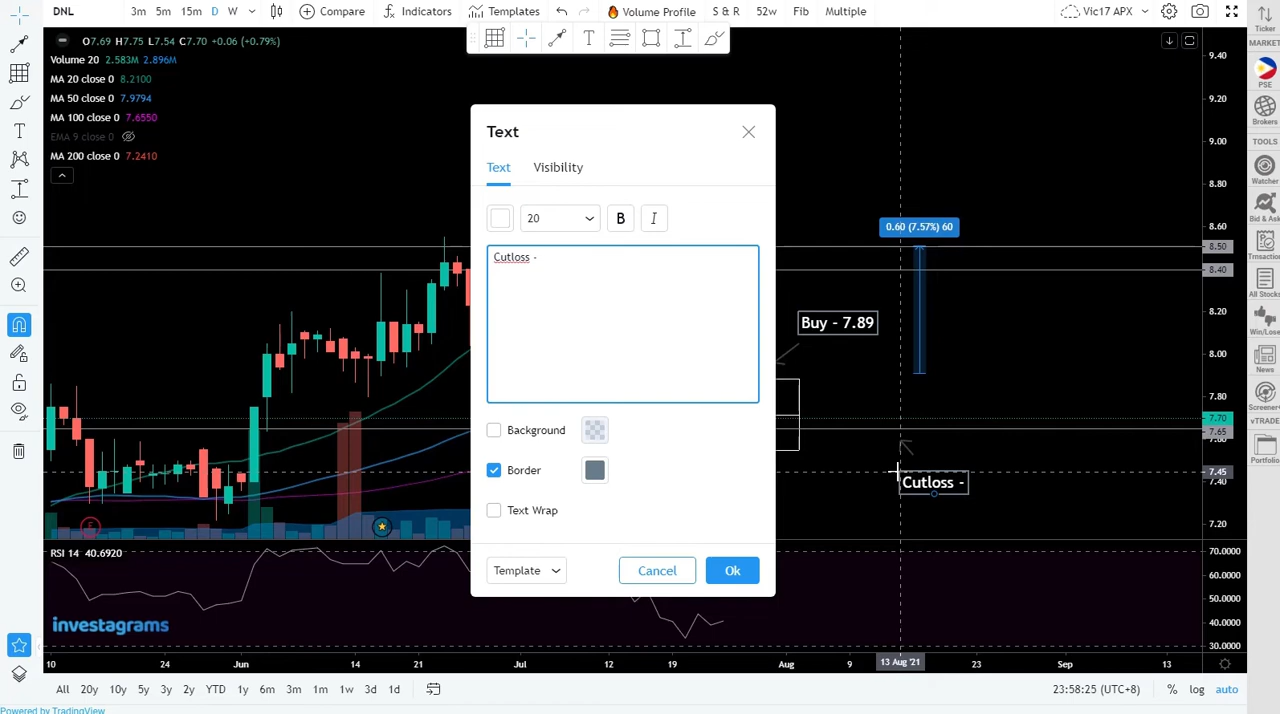 DNL
3m 5m 15m D W
Compare
Indicators
Templates
Volume Profile
S & R
52w
Fib
Multiple
Vic17 APX
Ticker
MARKET
PSE
Brokers
TOOLS
Watcher
Bid & Ask
Trnsaction
All Stocks
Win/Lose
News
Screener
vTRADE
Portfolio
O7.69 H7.75 L7.54 C7.70 +0.06 (+0.79%)
Volume 20 2.583M 2.896M
MA 20 close 0 8.2100
MA 50 close 0 7.9794
MA 100 close 0 7.6550
EMA 9 close 0
MA 200 close 0 7.2410
T
T
Text
Text Visibility
20 B I
Cutloss -
Background
Border
Text Wrap
Template Cancel Ok
0.60 (7.57%) 60
Buy - 7.89
Cutloss -
9.40
9.20
9.00
8.80
8.60
8.50
8.40
8.20
8.00
7.80
7.70
7.65
7.60
7.45
7.40
7.20
E
RSI 14 40.6920
70.0000
60.0000
50.0000
40.0000
30.0000
investagrams
10 24 Jun 14 21 Jul 12 19 Aug 9 13 Aug '21 23 Sep 13
All 20y 10y 5y 3y 2y YTD 1y 6m 3m 1m 1w 3d 1d
23:58:25 (UTC+8) % log auto
Powered by TradingView